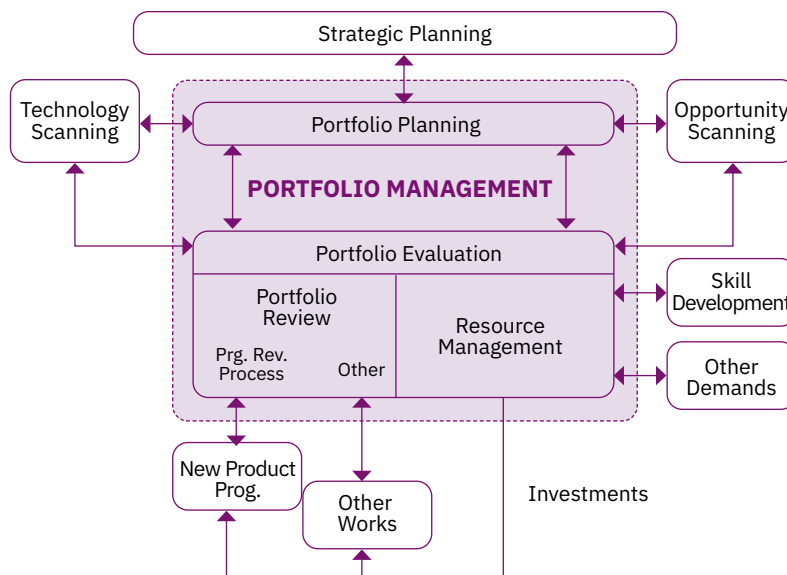 Strategic Planning
Technology
Scanning
Portfolio Planning
Opportunity
Scanning
PORTFOLIO MANAGEMENT
Portfolio Evaluation
Portfolio
Review
Prg. Rev.
Process
Other
Resource
Management
Skill
Development
Other
Demands
New Product
Prog.
Other
Works
Investments